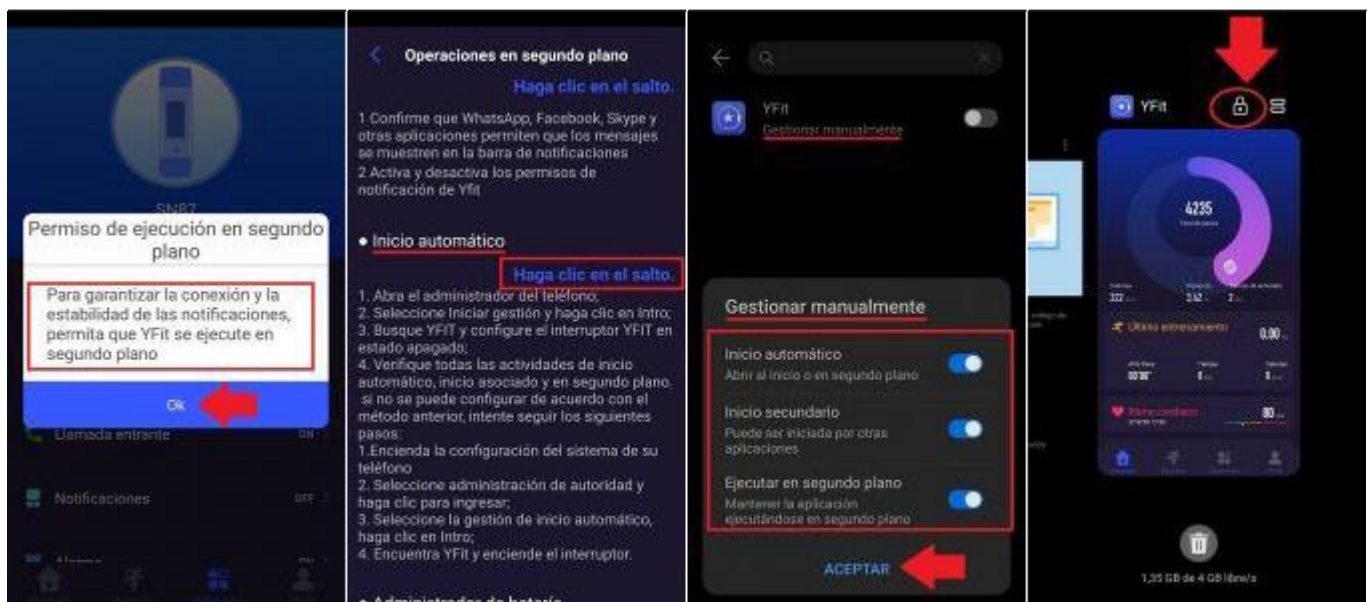 SN87
Permiso de ejecución en segundo
plano
Para garantizar la conexión y la
estabilidad de las notificaciones,
permita que YFit se ejecute en
segundo plano
Ok
Llamada entrante
ON
Notificaciones
OFF
Operaciones en segundo plano
Haga clic en el salto.
1 Confirme que WhatsApp, Facebook, Skype y
otras aplicaciones permiten que los mensajes
se muestren en la barra de notificaciones
2 Activa y desactiva los permisos de
notificación de Yfit
• Inicio automático
Haga clic en el salto.
1. Abra el administrador del teléfono;
2. Seleccione Iniciar gestión y haga clic en Intro;
3. Busque YFIT y configure el interruptor YFIT en
estado apagado;
4. Verifique todas las actividades de inicio
automático, inicio asociado y en segundo plano.
si no se puede configurar de acuerdo con el
método anterior, intente seguir los siguientes
pasos:
1.Encienda la configuración del sistema de su
teléfono
2. Seleccione administración de autoridad y
haga clic para ingresar;
3. Seleccione la gestión de inicio automático,
haga clic en Intro;
4. Encuentra YFit y enciende el interruptor.
• Administrador de batería
YFit
Gestionar manualmente
Gestionar manualmente
Inicio automático
Abrir al inicio o en segundo plano
Inicio secundario
Puede ser iniciada por otras
aplicaciones
Ejecutar en segundo plano
Mantener la aplicación
ejecutándose en segundo plano
ACEPTAR
YFit
4235
Último entrenamiento
0,00
00'00"
Ritmo cardíaco
80
1,35 GB de 4 GB libre/s